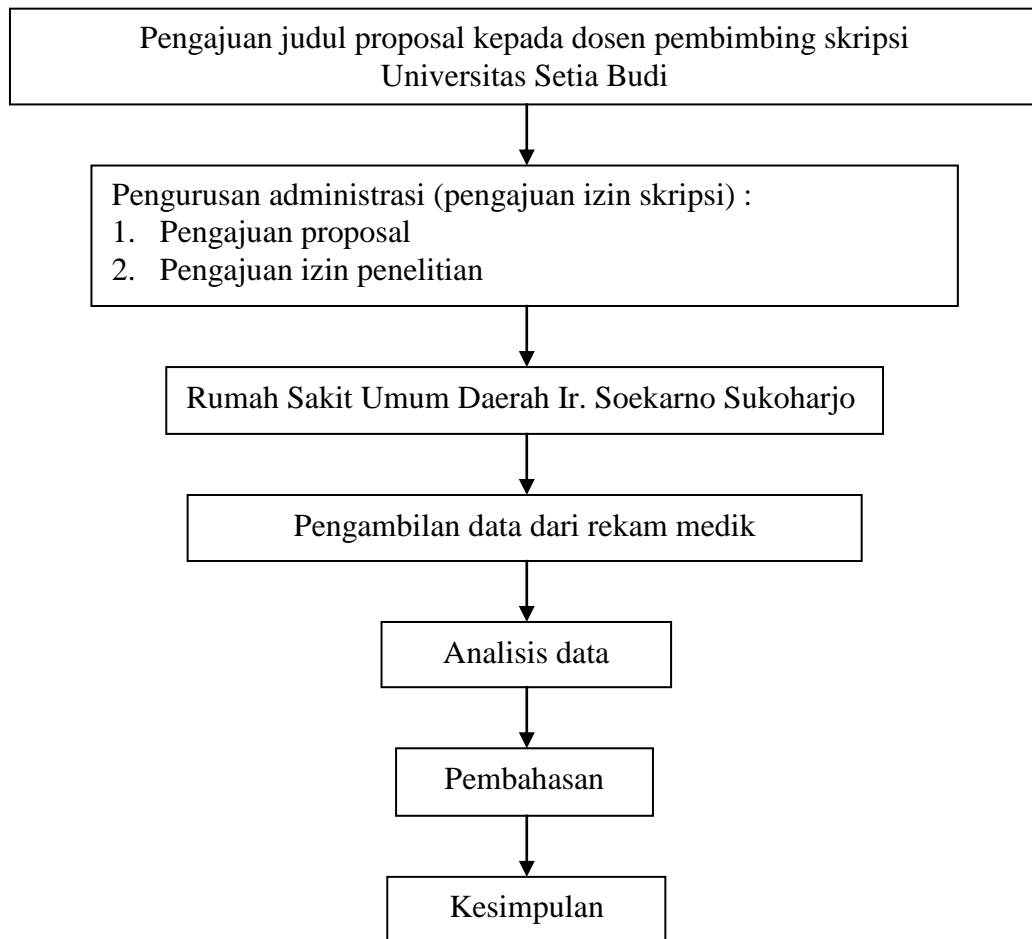 Pengajuan judul proposal kepada dosen pembimbing skripsi
Universitas Setia Budi
Pengurusan administrasi (pengajuan izin skripsi) :
1. Pengajuan proposal
2. Pengajuan izin penelitian
Rumah Sakit Umum Daerah Ir. Soekarno Sukoharjo
Pengambilan data dari rekam medik
Analisis data
Pembahasan
Kesimpulan